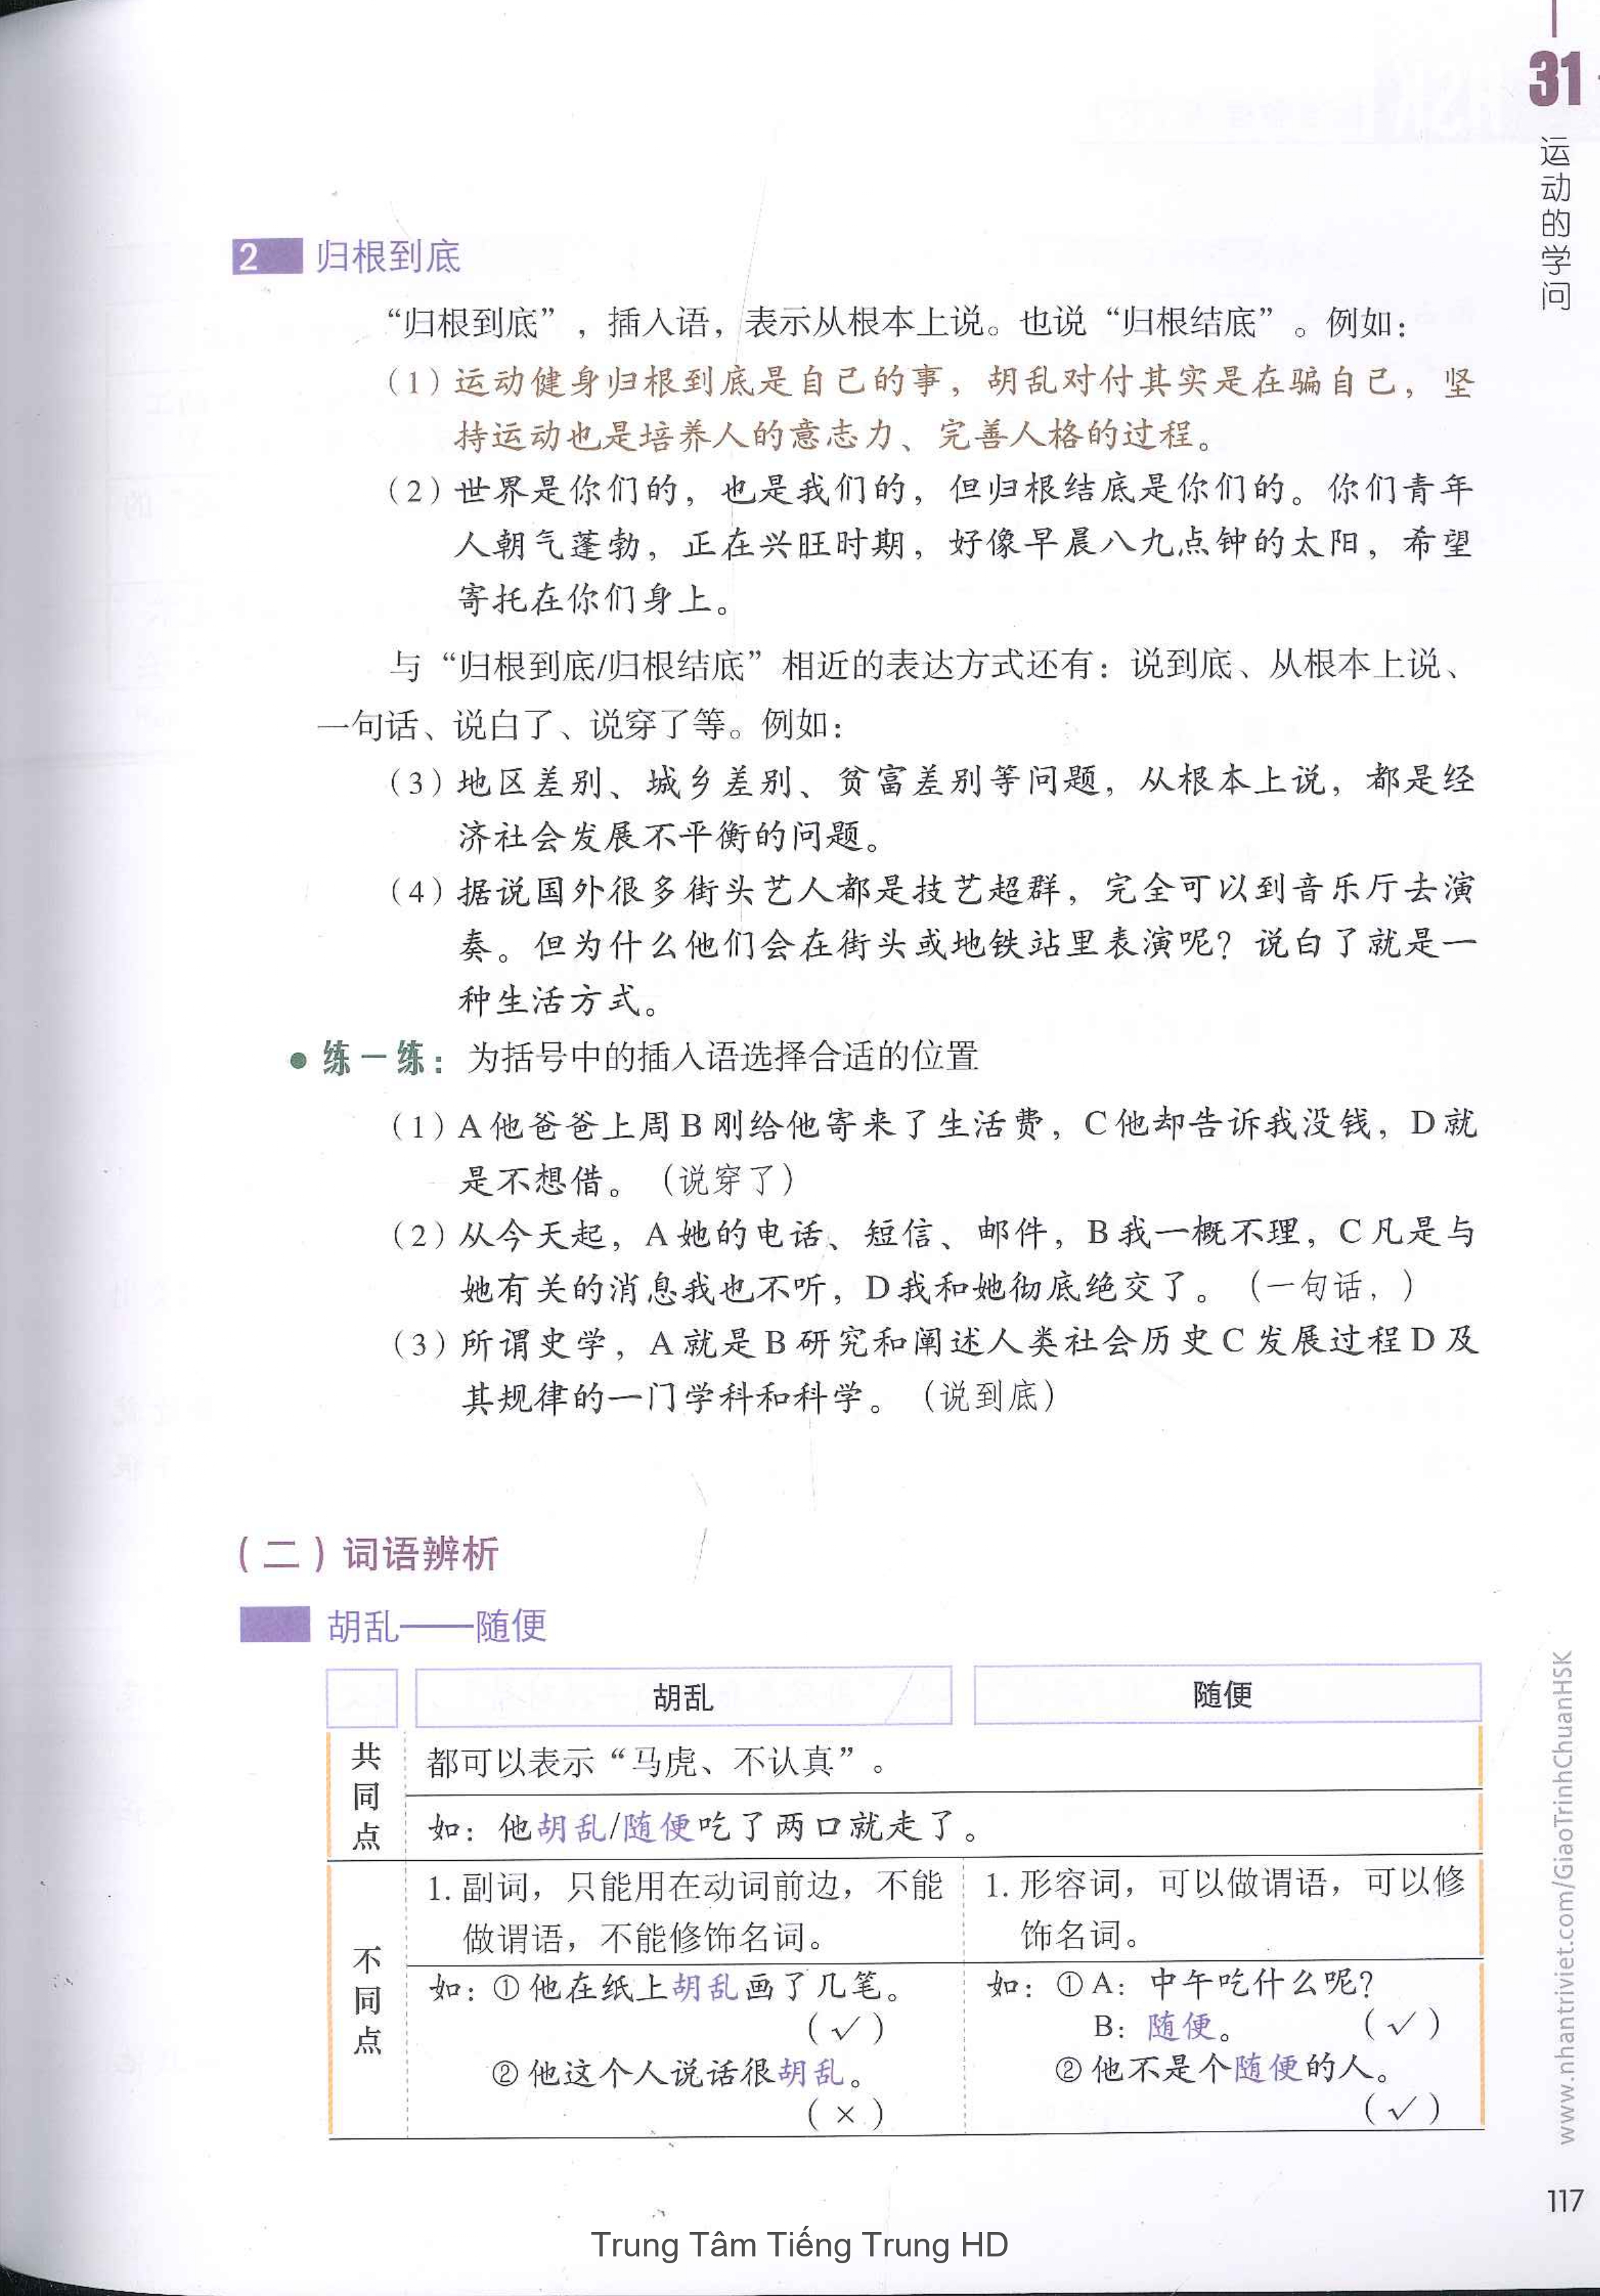 31
运动的学问
2 归根到底
“归根到底”，插入语，表示从根本上说。也说“归根结底”。例如：
（1）运动健身归根到底是自己的事，胡乱对付其实是在骗自己，坚
持运动也是培养人的意志力、完善人格的过程。
（2）世界是你们的，也是我们的，但归根结底是你们的。你们青年
人朝气蓬勃，正在兴旺时期，好像早晨八九点钟的太阳，希望
寄托在你们身上。
与“归根到底/归根结底”相近的表达方式还有：说到底、从根本上说、
一句话、说白了、说穿了等。例如：
（3）地区差别、城乡差别、贫富差别等问题，从根本上说，都是经
济社会发展不平衡的问题。
（4）据说国外很多街头艺人都是技艺超群，完全可以到音乐厅去演
奏。但为什么他们会在街头或地铁站里表演呢？说白了就是一
种生活方式。
● 练一练：为括号中的插入语选择合适的位置
（1）A他爸爸上周B刚给他寄来了生活费，C他却告诉我没钱，D就
是不想借。（说穿了）
（2）从今天起，A她的电话、短信、邮件，B我一概不理，C凡是与
她有关的消息我也不听，D我和她彻底绝交了。（一句话，）
（3）所谓史学，A就是B研究和阐述人类社会历史C发展过程D及
其规律的一门学科和科学。（说到底）
（二）词语辨析
胡乱——随便
胡乱 随便
共同点
都可以表示“马虎、不认真”。
如：他胡乱/随便吃了两口就走了。
不同点
1. 副词，只能用在动词前边，不能
做谓语，不能修饰名词。
1. 形容词，可以做谓语，可以修
饰名词。
如：①他在纸上胡乱画了几笔。
（√）
②他这个人说话很胡乱。
（×）
如：①A：中午吃什么呢？
B：随便。 （√）
②他不是个随便的人。
（√）
www.nhantriviet.com/GiaoTrinhChuanHSK
117
Trung Tâm Tiếng Trung HD